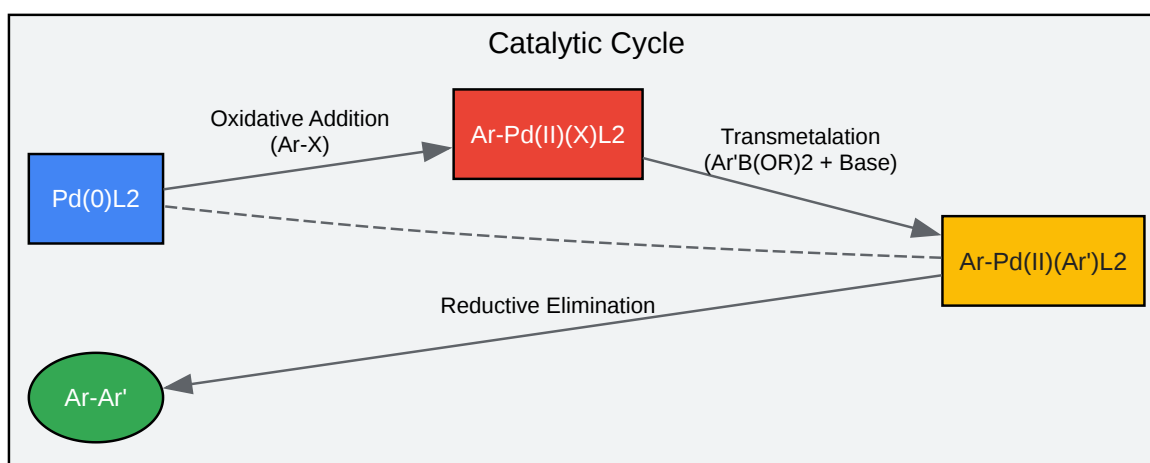 Catalytic Cycle
Oxidative Addition
(Ar-X)
Ar-Pd(II)(X)L2
Transmetalation
(Ar'B(OR)2 + Base)
Pd(0)L2
Ar-Pd(II)(Ar')L2
Reductive Elimination
Ar-Ar'